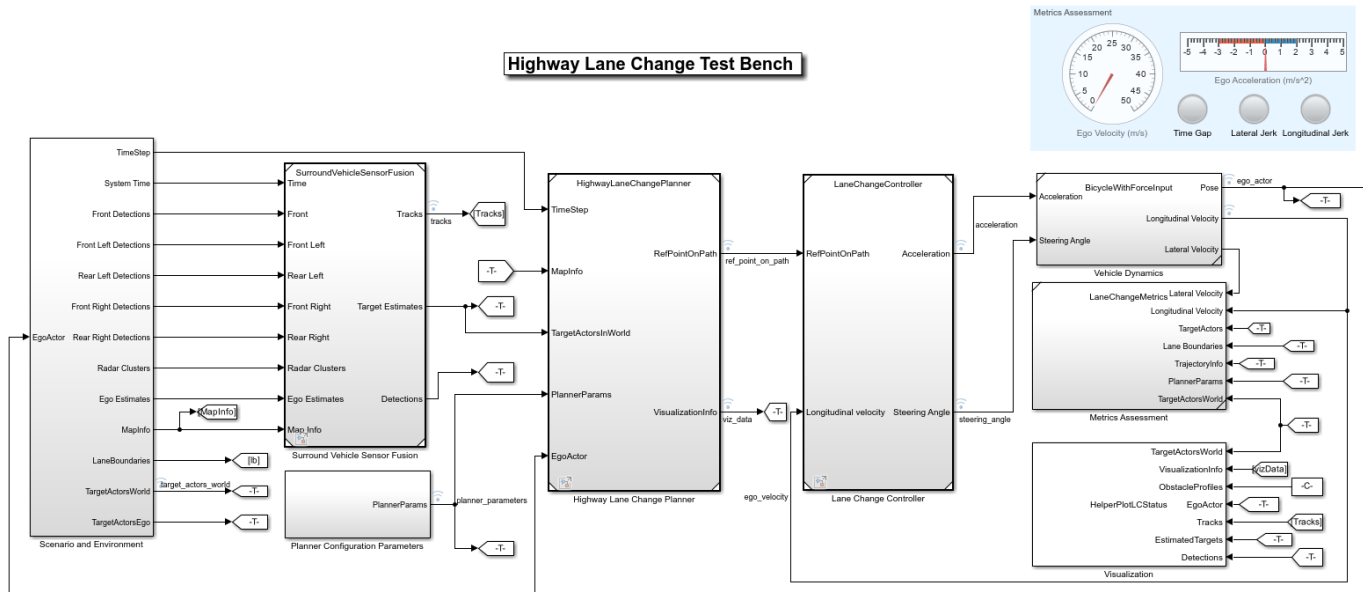 Metrics Assessment
-5 -4 -3 -2 -1 0 1 2 3 4 5
Ego Acceleration (m/s^2)
0 5 10 15 20 25 30 35 40 45 50
Ego Velocity (m/s)
Time Gap
Lateral Jerk
Longitudinal Jerk
Highway Lane Change Test Bench
EgoActor
TimeStep
System Time
Front Detections
Front Left Detections
Rear Left Detections
Front Right Detections
Rear Right Detections
Radar Clusters
Ego Estimates
MapInfo
LaneBoundaries
TargetActorsWorld
TargetActorsEgo
Scenario and Environment
[MapInfo]
[lb]
target_actors_world
-T-
-T-
SurroundVehicleSensorFusion
Time
Front
Front Left
Rear Left
Front Right
Rear Right
Radar Clusters
Ego Estimates
Map Info
Tracks
Target Estimates
Detections
Surround Vehicle Sensor Fusion
tracks
[Tracks]
-T-
-T-
-T-
PlannerParams
Planner Configuration Parameters
planner_parameters
-T-
HighwayLaneChangePlanner
TimeStep
MapInfo
TargetActorsInWorld
PlannerParams
EgoActor
RefPointOnPath
VisualizationInfo
Highway Lane Change Planner
ref_point_on_path
viz_data
-T-
ego_velocity
LaneChangeController
RefPointOnPath
Longitudinal velocity
Acceleration
Steering Angle
Lane Change Controller
acceleration
steering_angle
BicycleWithForceInput
Acceleration
Steering Angle
Pose
Longitudinal Velocity
Lateral Velocity
Vehicle Dynamics
ego_actor
-T-
LaneChangeMetrics
Lateral Velocity
Longitudinal Velocity
TargetActors
-T-
Lane Boundaries
-T-
TrajectoryInfo
-T-
PlannerParams
-T-
TargetActorsWorld
Metrics Assessment
-T-
HelperPlotLCStatus
TargetActorsWorld
VisualizationInfo
[vizData]
ObstacleProfiles
-C-
EgoActor
-T-
Tracks
[Tracks]
EstimatedTargets
-T-
Detections
-T-
Visualization